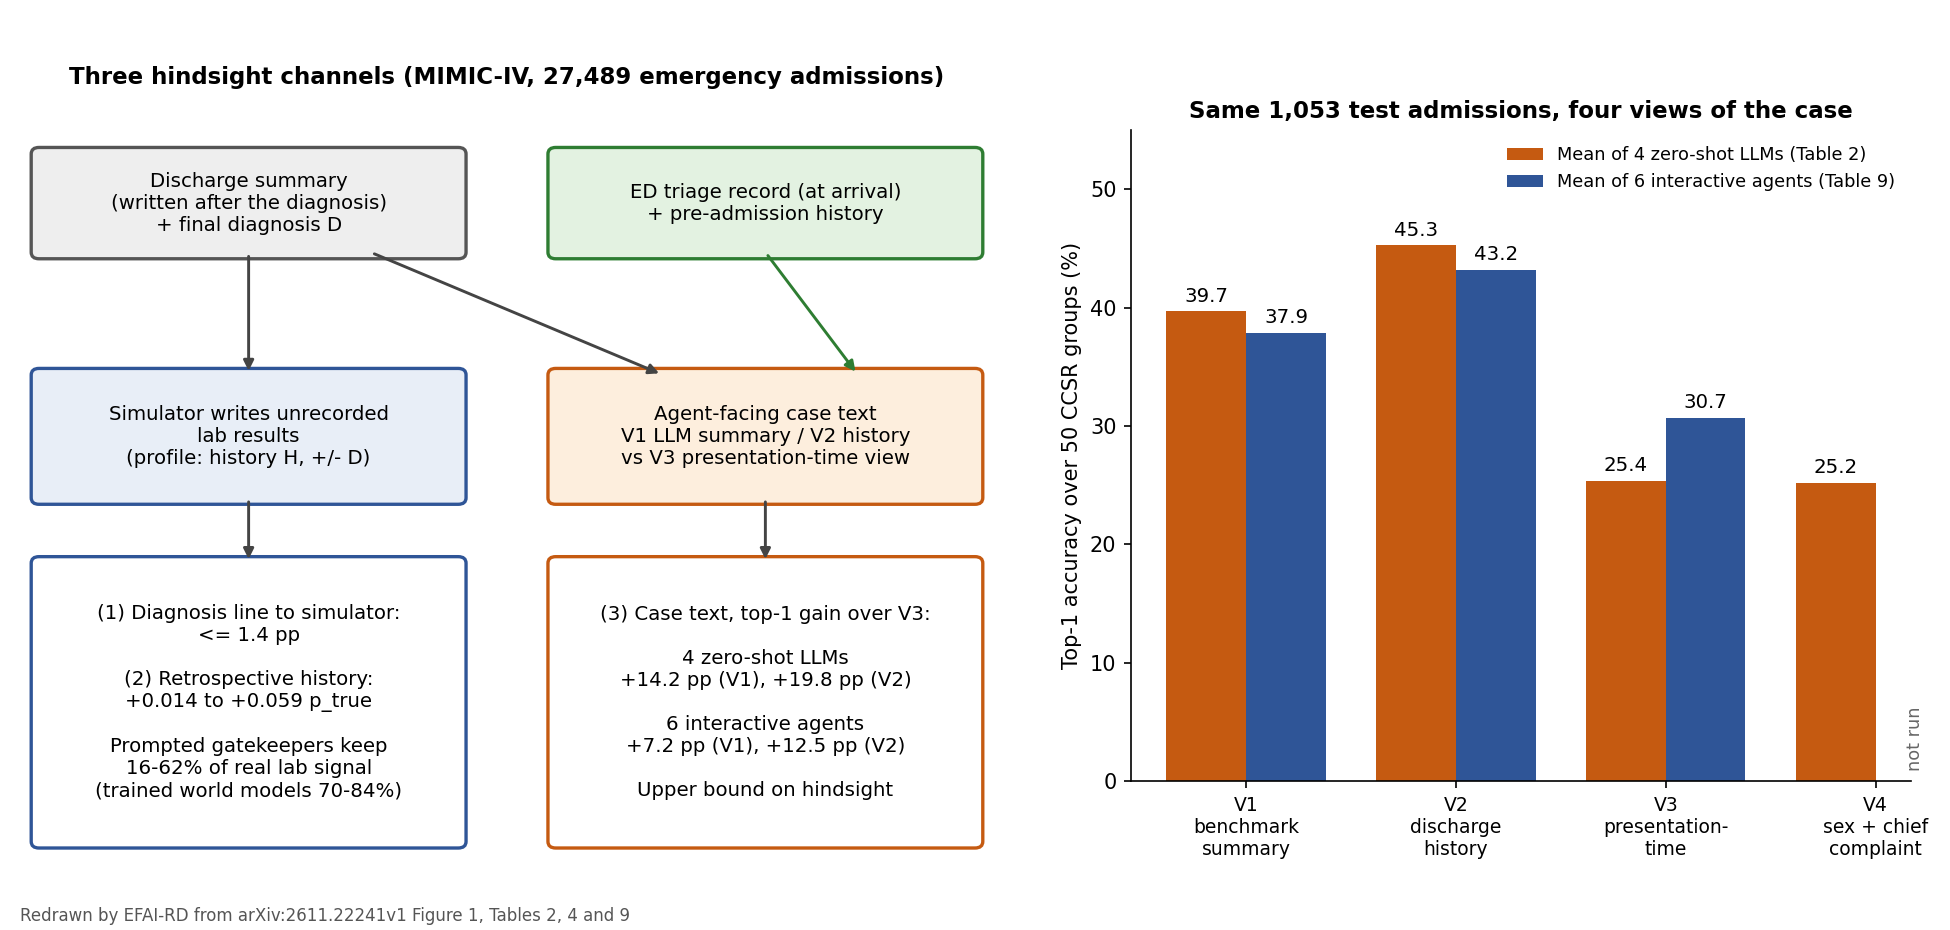 Three hindsight channels (MIMIC-IV, 27,489 emergency admissions)
Discharge summary
(written after the diagnosis)
+ final diagnosis D
ED triage record (at arrival)
+ pre-admission history
Simulator writes unrecorded
lab results
(profile: history H, +/- D)
Agent-facing case text
V1 LLM summary / V2 history
vs V3 presentation-time view
(1) Diagnosis line to simulator:
<= 1.4 pp
(2) Retrospective history:
+0.014 to +0.059 p_true
Prompted gatekeepers keep
16-62% of real lab signal
(trained world models 70-84%)
(3) Case text, top-1 gain over V3:
4 zero-shot LLMs
+14.2 pp (V1), +19.8 pp (V2)
6 interactive agents
+7.2 pp (V1), +12.5 pp (V2)
Upper bound on hindsight
Same 1,053 test admissions, four views of the case
Mean of 4 zero-shot LLMs (Table 2)
Mean of 6 interactive agents (Table 9)
Top-1 accuracy over 50 CCSR groups (%)
50
40
30
20
10
0
39.7
37.9
45.3
43.2
25.4
30.7
25.2
not run
V1
benchmark
summary
V2
discharge
history
V3
presentation-
time
V4
sex + chief
complaint
Redrawn by EFAI-RD from arXiv:2611.22241v1 Figure 1, Tables 2, 4 and 9